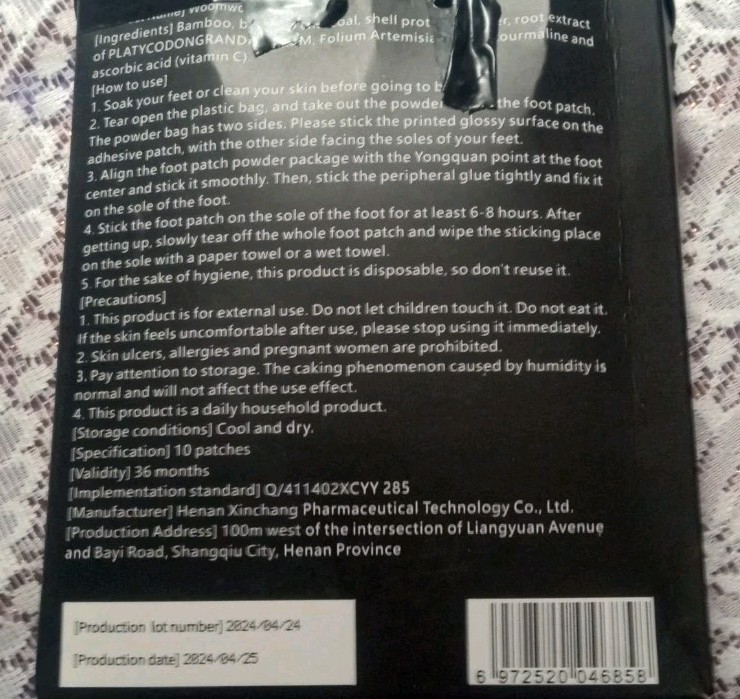 Woomwc
[Ingredients] Bamboo, shell root extract
of Folium and
ascorbic acid (vitamin C)
[How to use]
1. Soak your feet or clean your skin before going to
2. Tear open the plastic bag, and take out the the foot patch.
The powder bag has two sides. Please stick the printed glossy surface on the
adhesive patch, with the other side facing the soles of your feet.
3. Align the foot patch powder package with the Yongquan point at the foot
center and stick it smoothly. Then, stick the peripheral glue tightly and fix it
on the sole of the foot.
4. Stick the foot patch on the sole of the foot for at least 6-8 hours. After
getting up, slowly tear off the whole foot patch and wipe the sticking place
on the sole with a paper towel or a wet towel.
5. For the sake of hygiene, this product is disposable, so don't reuse it.
[Precautions]
1. This product is for external use. Do not let children touch it. Do not eat it.
If the skin feels uncomfortable after use, please stop using it immediately.
2. Skin ulcers, allergies and pregnant women are prohibited.
3. Pay attention to storage. The caking phenomenon caused by humidity is
normal and will not affect the use effect.
4. This product is a daily household product.
[Storage conditions] Cool and dry.
[Specification] 10 patches
[Validity] 36 months
[Implementation standard] Q/411402XCYY 285
[Manufacturer] Henan Xinchang Pharmaceutical Technology Co., Ltd.
[Production Address] 100m west of the intersection of Liangyuan Avenue
and Bayi Road, Shangqiu City, Henan Province
[Production lot number] 2024/04/24
[Production date] 2024/04/25
6 972520 046858